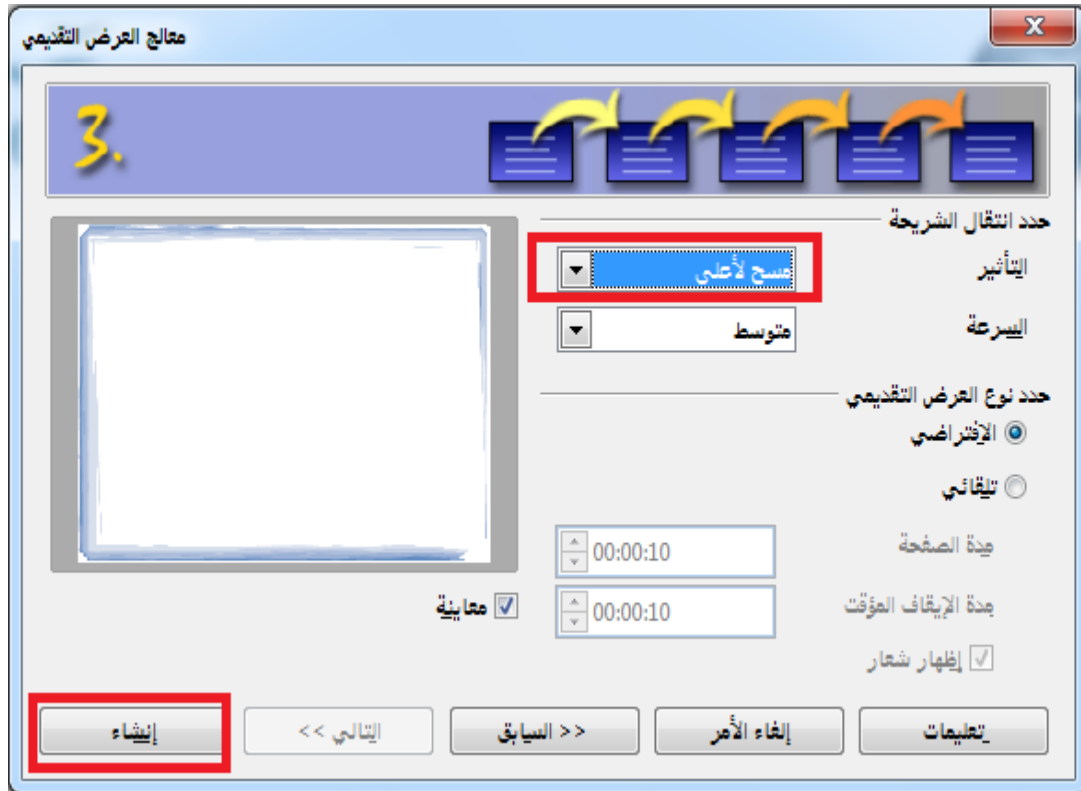 معالج العرض التقديمي
3.
حدد انتقال الشريحة
التأثير
مسح لأعلى
السرعة
متوسط
حدد نوع العرض التقديمي
الافتراضي
تلقائي
مدة الصفحة
00:00:10
مدة الإيقاف المؤقت
00:00:10
إظهار شعار
معاينة
تعليمات
إلغاء الأمر
<< السابق
التالي >>
إنشاء